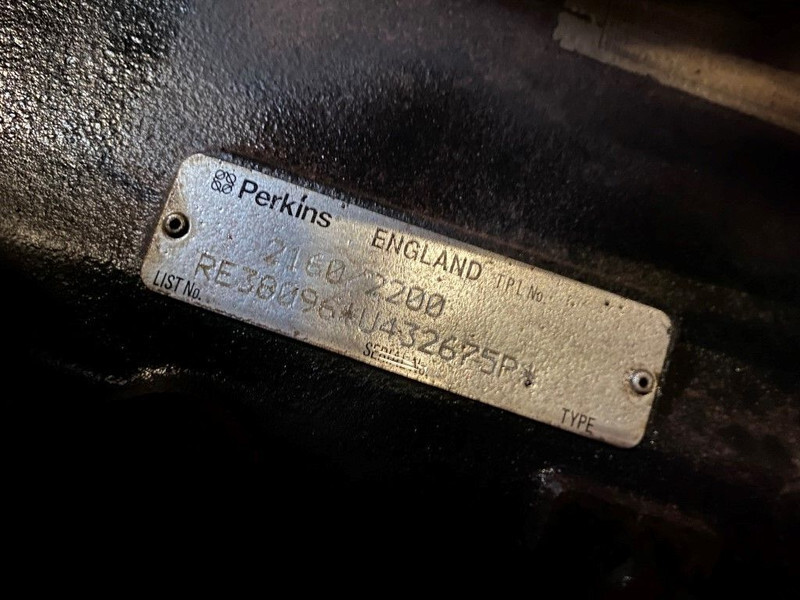 Perkins
ENGLAND T.P.L No.
2160/2200
RE38096*U432675P*
LIST No.
SERIAL No.
TYPE